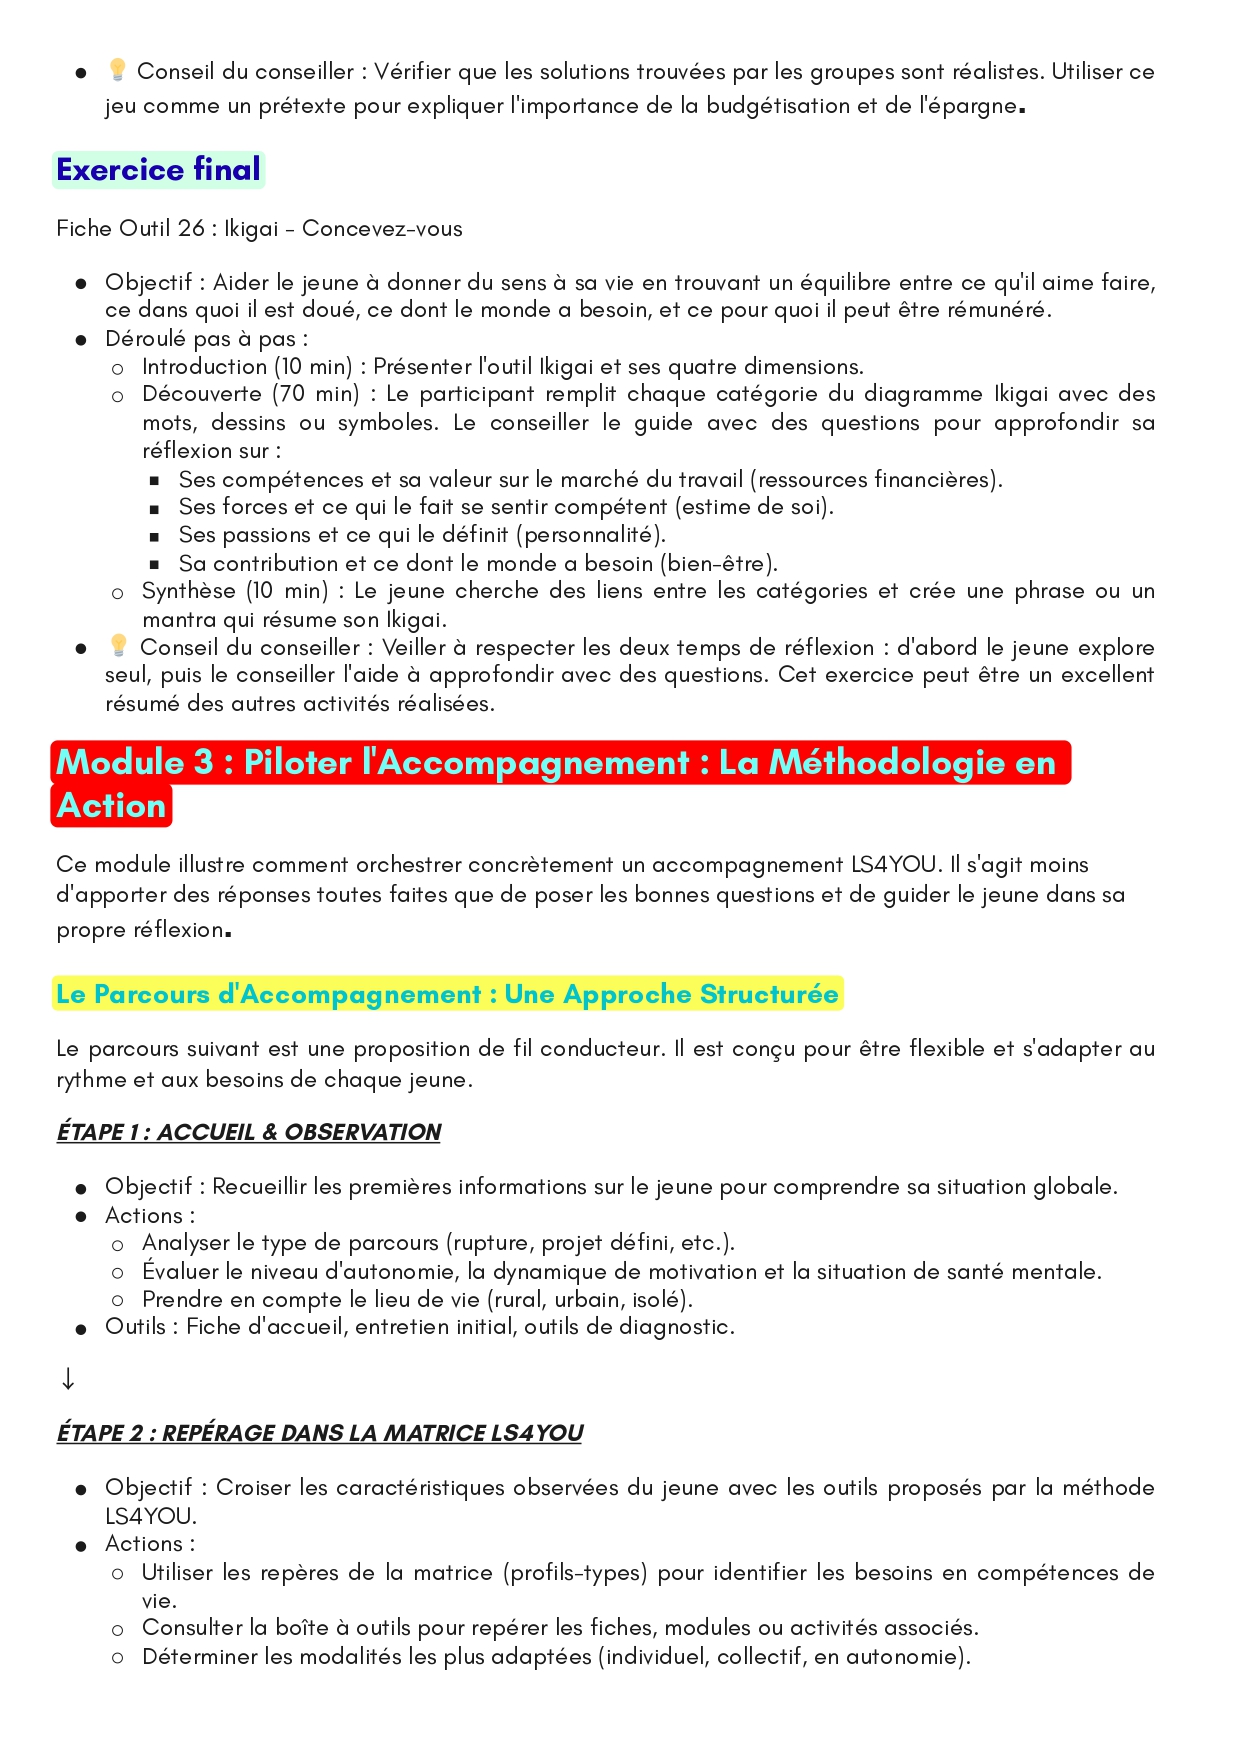 ● 💡 Conseil du conseiller : Vérifier que les solutions trouvées par les groupes sont réalistes. Utiliser ce
jeu comme un prétexte pour expliquer l'importance de la budgétisation et de l'épargne.
Exercice final
Fiche Outil 26 : Ikigai - Concevez-vous
● Objectif : Aider le jeune à donner du sens à sa vie en trouvant un équilibre entre ce qu'il aime faire,
ce dans quoi il est doué, ce dont le monde a besoin, et ce pour quoi il peut être rémunéré.
● Déroulé pas à pas :
○ Introduction (10 min) : Présenter l'outil Ikigai et ses quatre dimensions.
○ Découverte (70 min) : Le participant remplit chaque catégorie du diagramme Ikigai avec des
mots, dessins ou symboles. Le conseiller le guide avec des questions pour approfondir sa
réflexion sur :
■ Ses compétences et sa valeur sur le marché du travail (ressources financières).
■ Ses forces et ce qui le fait se sentir compétent (estime de soi).
■ Ses passions et ce qui le définit (personnalité).
■ Sa contribution et ce dont le monde a besoin (bien-être).
○ Synthèse (10 min) : Le jeune cherche des liens entre les catégories et crée une phrase ou un
mantra qui résume son Ikigai.
● 💡 Conseil du conseiller : Veiller à respecter les deux temps de réflexion : d'abord le jeune explore
seul, puis le conseiller l'aide à approfondir avec des questions. Cet exercice peut être un excellent
résumé des autres activités réalisées.
Module 3 : Piloter l'Accompagnement : La Méthodologie en
Action
Ce module illustre comment orchestrer concrètement un accompagnement LS4YOU. Il s'agit moins
d'apporter des réponses toutes faites que de poser les bonnes questions et de guider le jeune dans sa
propre réflexion.
Le Parcours d'Accompagnement : Une Approche Structurée
Le parcours suivant est une proposition de fil conducteur. Il est conçu pour être flexible et s'adapter au
rythme et aux besoins de chaque jeune.
ÉTAPE 1 : ACCUEIL & OBSERVATION
● Objectif : Recueillir les premières informations sur le jeune pour comprendre sa situation globale.
● Actions :
○ Analyser le type de parcours (rupture, projet défini, etc.).
○ Évaluer le niveau d'autonomie, la dynamique de motivation et la situation de santé mentale.
○ Prendre en compte le lieu de vie (rural, urbain, isolé).
● Outils : Fiche d'accueil, entretien initial, outils de diagnostic.
↓
ÉTAPE 2 : REPÉRAGE DANS LA MATRICE LS4YOU
● Objectif : Croiser les caractéristiques observées du jeune avec les outils proposés par la méthode
LS4YOU.
● Actions :
○ Utiliser les repères de la matrice (profils-types) pour identifier les besoins en compétences de
vie.
○ Consulter la boîte à outils pour repérer les fiches, modules ou activités associés.
○ Déterminer les modalités les plus adaptées (individuel, collectif, en autonomie).